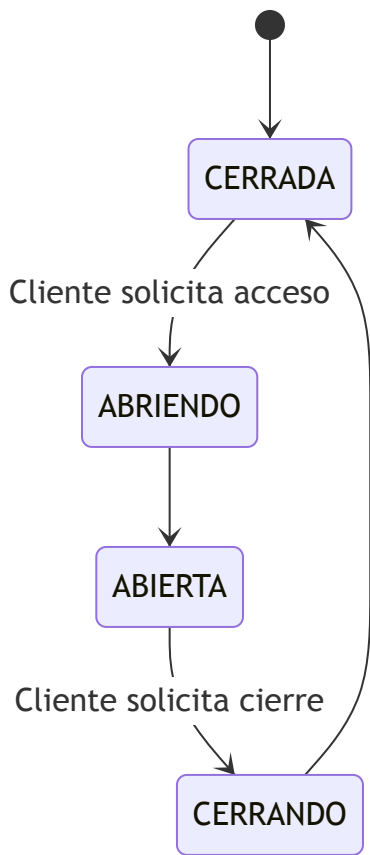 CERRADA
Cliente solicita acceso
ABRIENDO
ABIERTA
Cliente solicita cierre
CERRANDO